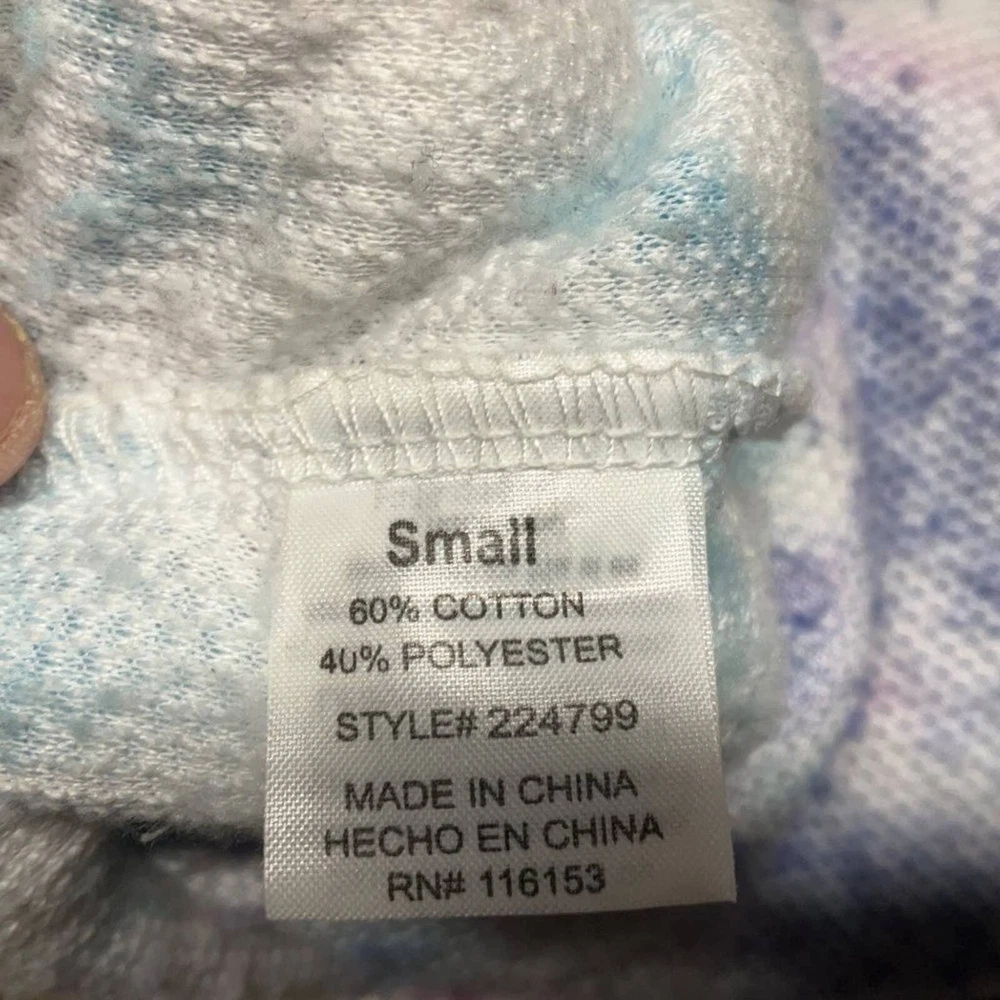 Small
60% COTTON
40% POLYESTER
STYLE# 224799
MADE IN CHINA
HECHO EN CHINA
RN# 116153